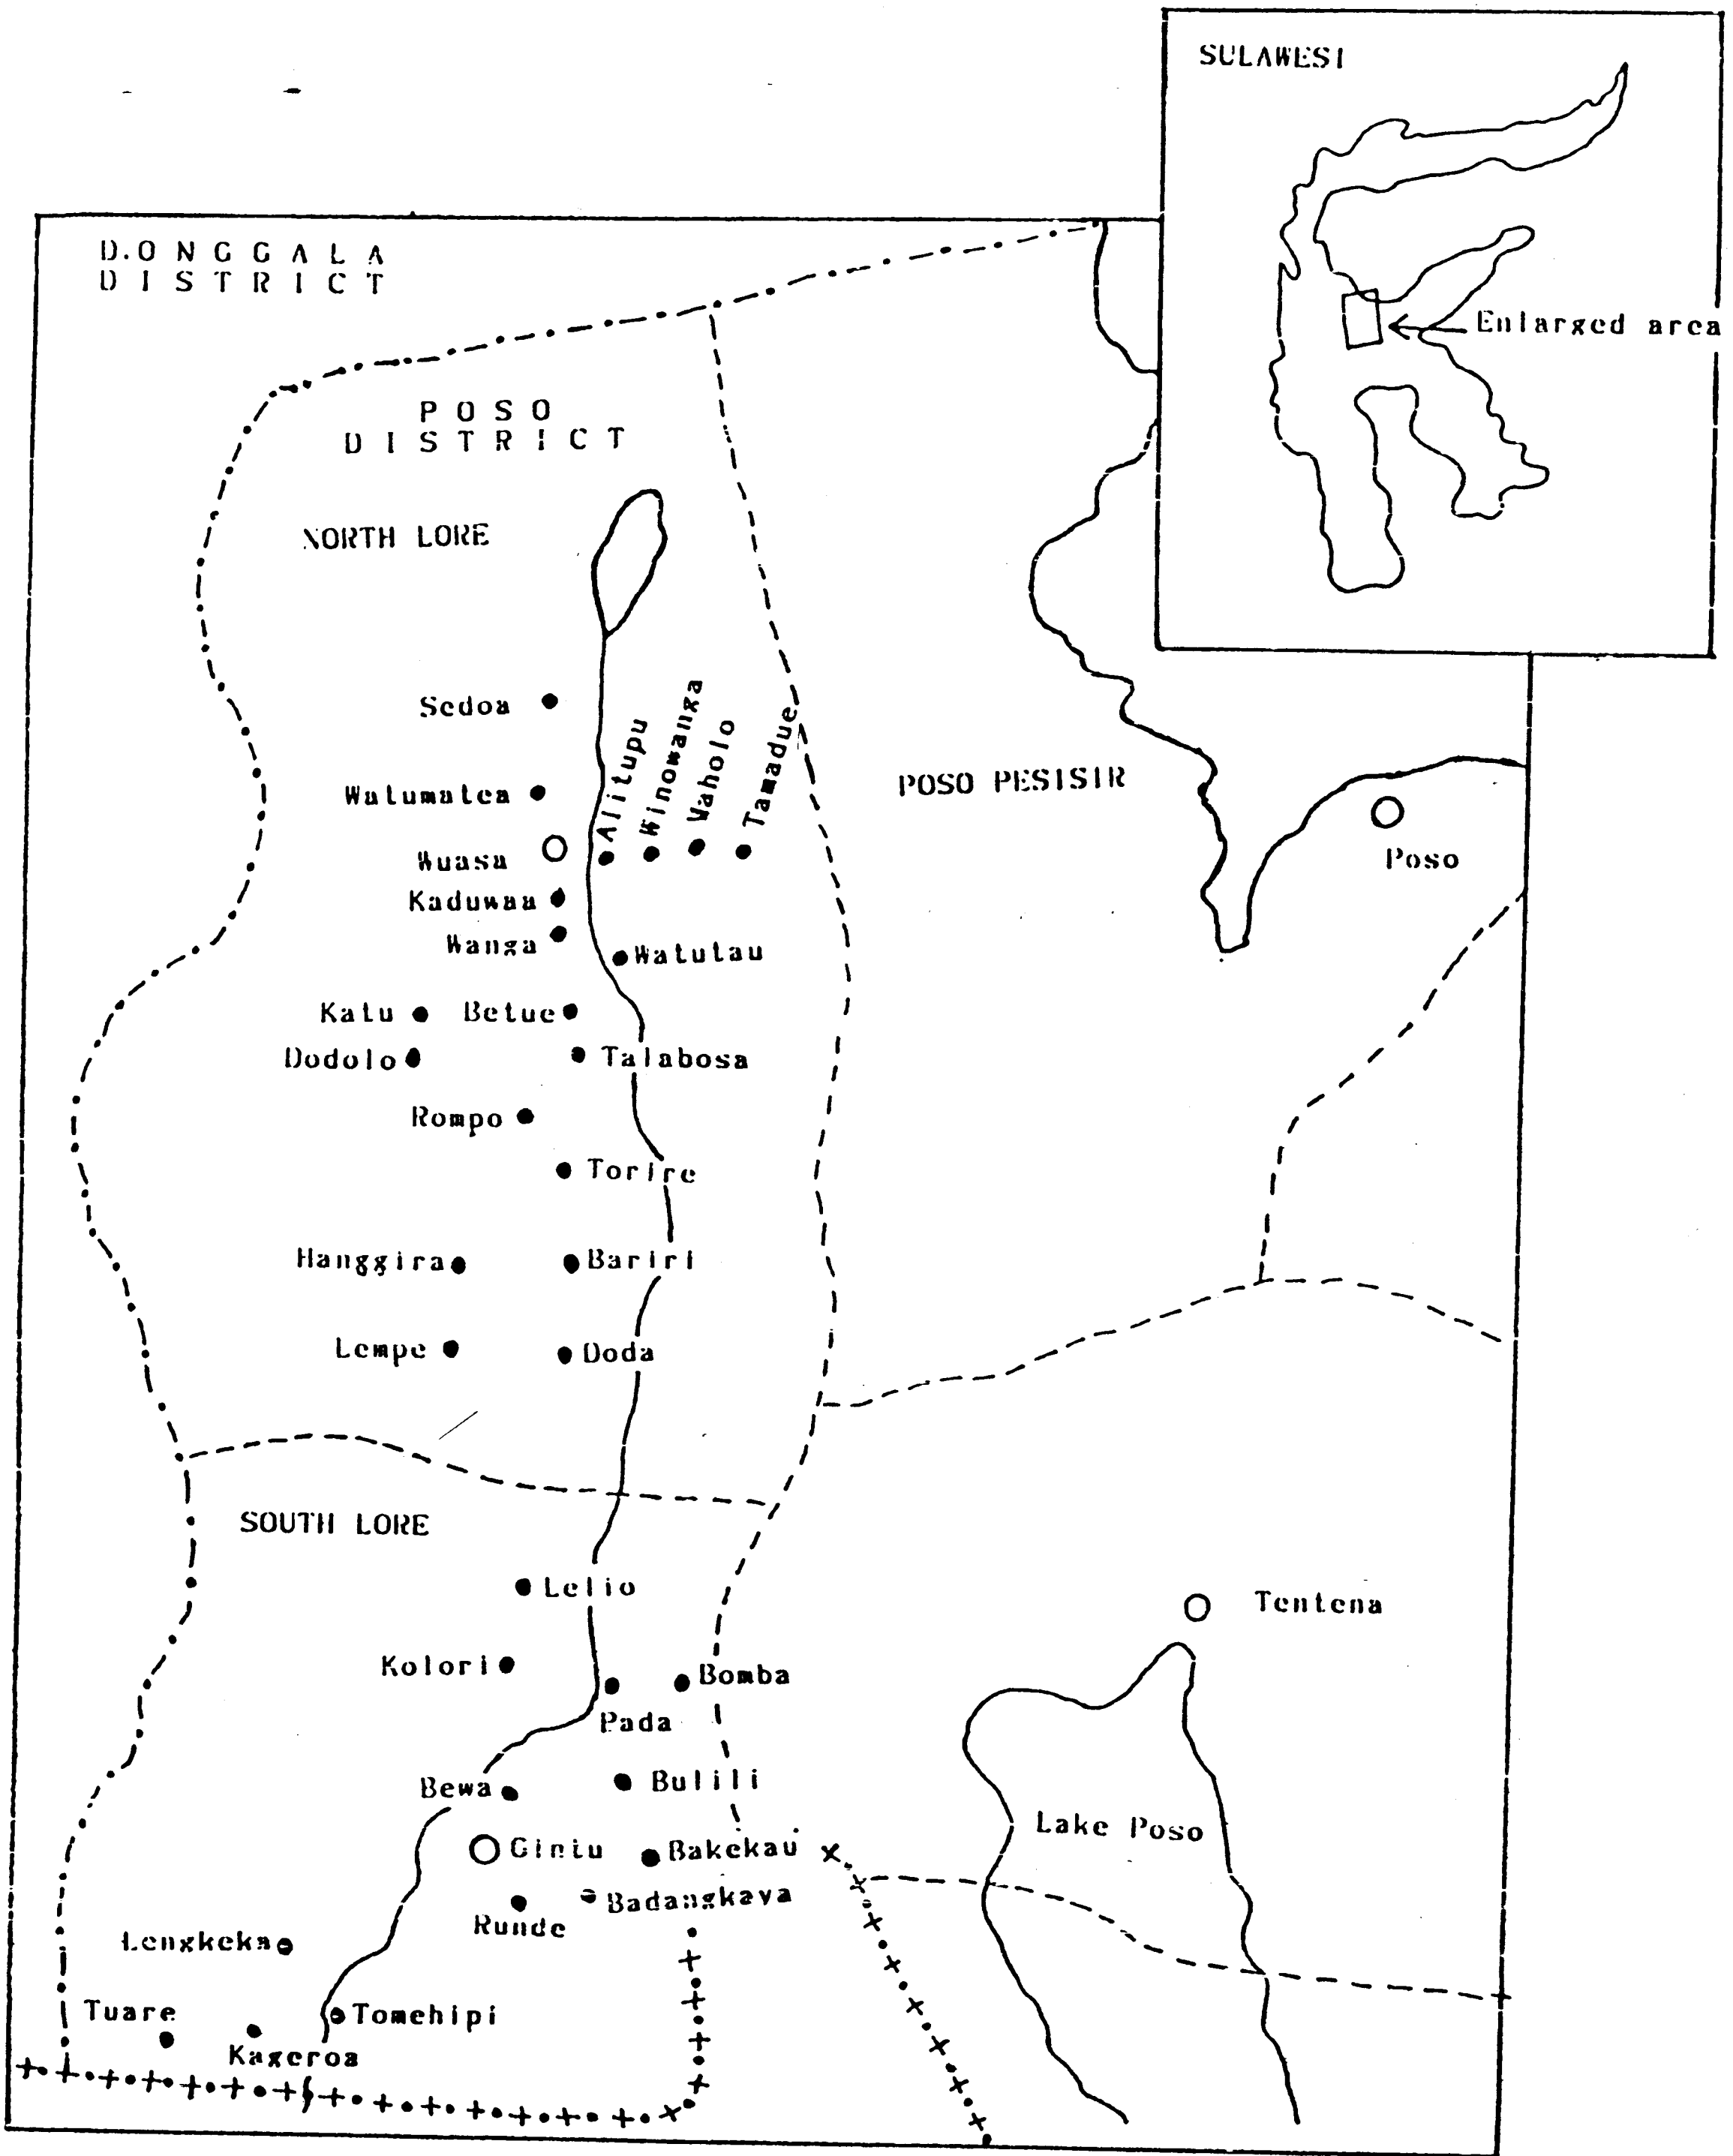 SULAWESI
Enlarged area
D.ONGGALA
DISTRICT
POSO
DISTRICT
NORTH LORE
Sedoa
Alitupu
Winowanga
Waholo
Tamadue
Watumatea
POSO PESISIR
Wuasa
Poso
Kaduwaa
Wanga
Watutau
Katu
Betue
Dodolo
Talabosa
Rompo
Torire
Hanggira
Bariri
Lempe
Doda
SOUTH LORE
Lelio
Tentena
Kolori
Bomba
Pada
Bewa
Bulili
Lake Poso
Gintu
Bakekau
Badangkaya
Runde
Lengkeka
Tuare
Tomehipi
Kageroa